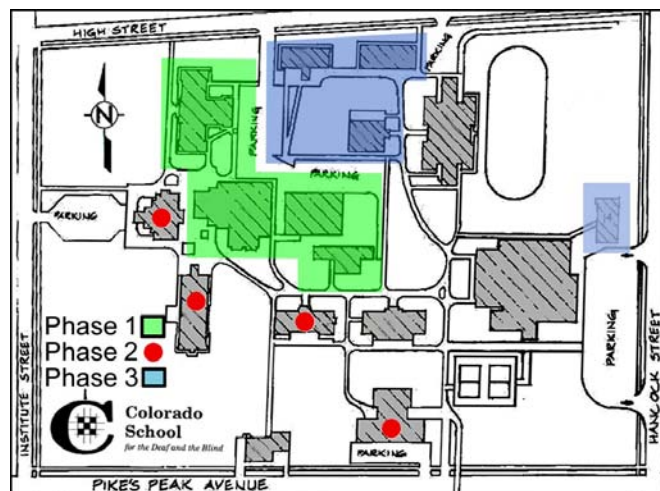 HIGH STREET
PARKING
PARKING
N
PARKING
PARKING
INSTITUTE STREET
PARKING
HANCOCK STREET
Phase 1
Phase 2
Phase 3
C
Colorado
School
for the Deaf and the Blind
PARKING
PIKE'S PEAK AVENUE